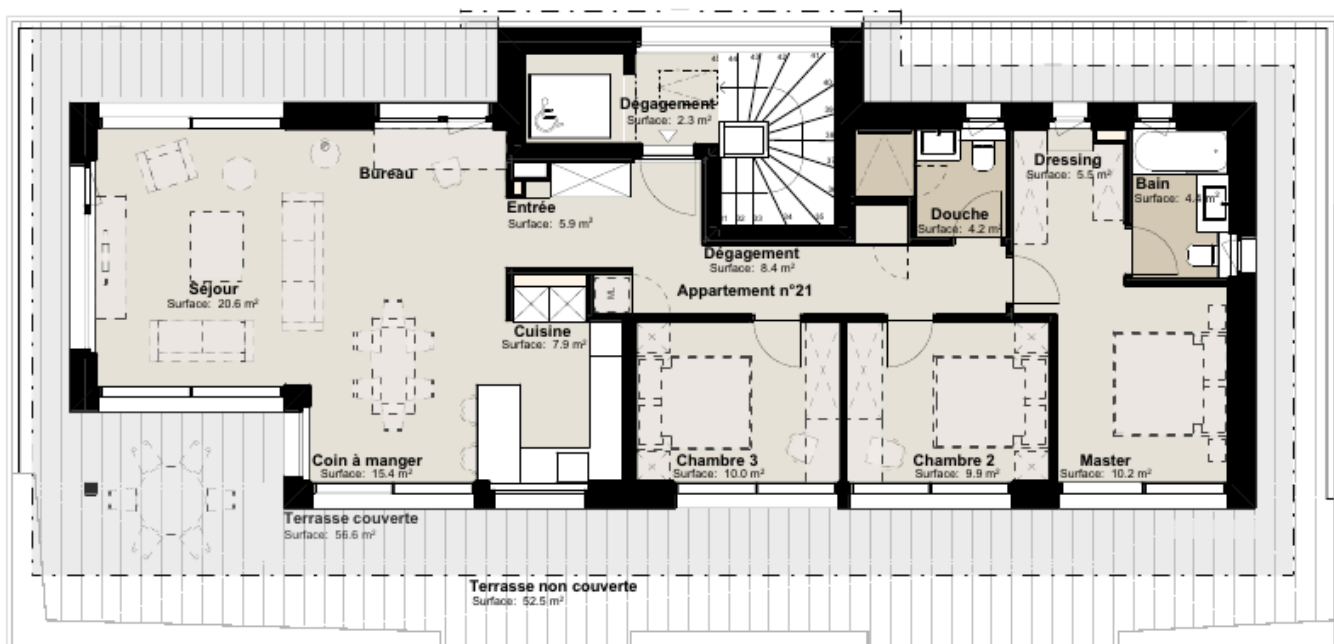 Dégagement
Surface: 2.3 m²
Bureau
Entrée
Surface: 5.9 m²
Dressing
Surface: 5.5 m²
Bain
Surface: 4.4 m²
Douche
Surface: 4.2 m²
Dégagement
Surface: 8.4 m²
Appartement n°21
Séjour
Surface: 20.6 m²
ML
Cuisine
Surface: 7.9 m²
Coin à manger
Surface: 15.4 m²
Chambre 3
Surface: 10.0 m²
Chambre 2
Surface: 9.9 m²
Master
Surface: 10.2 m²
Terrasse couverte
Surface: 56.6 m²
Terrasse non couverte
Surface: 52.5 m²